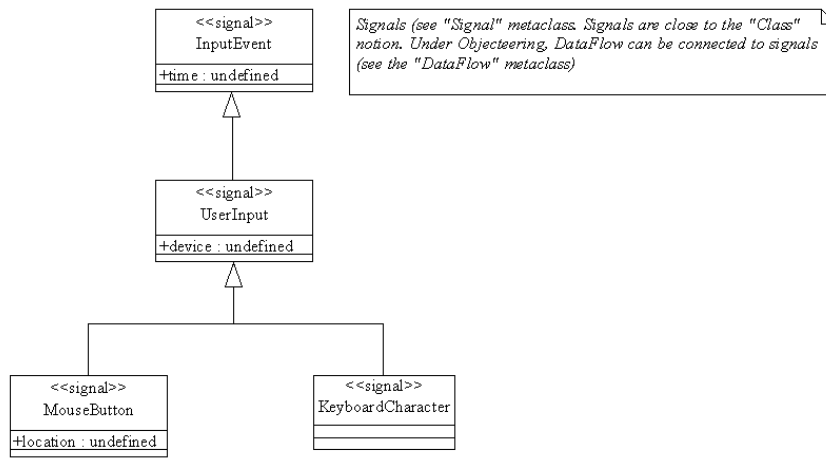 <<signal>>
InputEvent
+time : undefined
Signals (see "Signal" metaclass. Signals are close to the "Class"
notion. Under Objecteering, DataFlow can be connected to signals
(see the "DataFlow" metaclass)
<<signal>>
UserInput
+device : undefined
<<signal>>
MouseButton
+location : undefined
<<signal>>
KeyboardCharacter